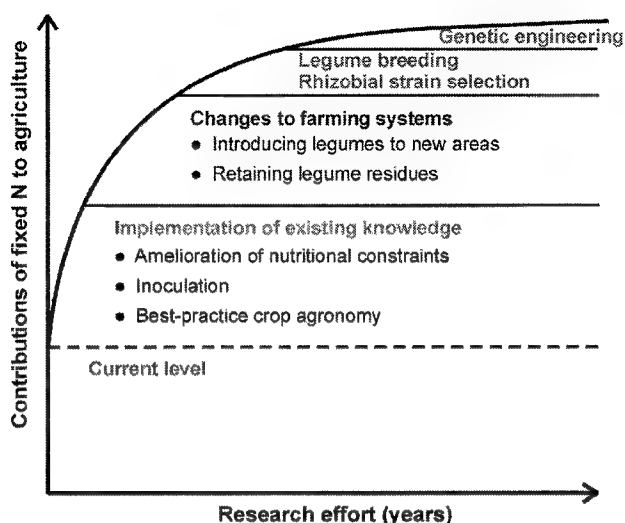 Contributions of fixed N to agriculture
Genetic engineering
Legume breeding
Rhizobial strain selection
Changes to farming systems
● Introducing legumes to new areas
● Retaining legume residues
Implementation of existing knowledge
● Amelioration of nutritional constraints
● Inoculation
● Best-practice crop agronomy
Current level
Research effort (years)